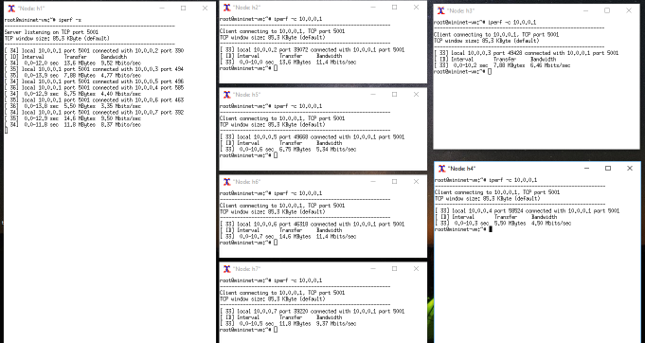 "Node: h1"
root@mininet-vm:~# iperf -s
Server listening on TCP port 5001
TCP window size: 85,3 KByte (default)
[ 34] local 10,0,0,1 port 5001 connected with 10,0,0,2 port 390
[ ID] Interval Transfer Bandwidth
[ 34] 0,0-12,0 sec 13,6 MBytes 9,52 Mbits/sec
[ 35] local 10,0,0,1 port 5001 connected with 10,0,0,3 port 494
[ 35] 0,0-13,9 sec 7,88 MBytes 4,77 Mbits/sec
[ 34] local 10,0,0,1 port 5001 connected with 10,0,0,5 port 496
[ 36] local 10,0,0,1 port 5001 connected with 10,0,0,4 port 585
[ 34] 0,0-12,9 sec 6,75 MBytes 4,40 Mbits/sec
[ 35] local 10,0,0,1 port 5001 connected with 10,0,0,6 port 463
[ 36] 0,0-13,8 sec 5,50 MBytes 3,35 Mbits/sec
[ 34] local 10,0,0,1 port 5001 connected with 10,0,0,7 port 392
[ 35] 0,0-12,9 sec 14,6 MBytes 9,50 Mbits/sec
[ 34] 0,0-11,8 sec 11,8 MBytes 8,37 Mbits/sec
"Node: h2"
root@mininet-vm:~# iperf -c 10,0,0,1
Client connecting to 10,0,0,1, TCP port 5001
TCP window size: 85,3 KByte (default)
[ 33] local 10,0,0,2 port 39072 connected with 10,0,0,1 port 5001
[ ID] Interval Transfer Bandwidth
[ 33] 0,0-10,0 sec 13,6 MBytes 11,4 Mbits/sec
root@mininet-vm:~#
"Node: h5"
root@mininet-vm:~# iperf -c 10,0,0,1
Client connecting to 10,0,0,1, TCP port 5001
TCP window size: 85,3 KByte (default)
[ 33] local 10,0,0,5 port 49668 connected with 10,0,0,1 port 5001
[ ID] Interval Transfer Bandwidth
[ 33] 0,0-10,6 sec 6,75 MBytes 5,34 Mbits/sec
root@mininet-vm:~#
"Node: h6"
root@mininet-vm:~# iperf -c 10,0,0,1
Client connecting to 10,0,0,1, TCP port 5001
TCP window size: 85,3 KByte (default)
[ 33] local 10,0,0,6 port 46318 connected with 10,0,0,1 port 5001
[ ID] Interval Transfer Bandwidth
[ 33] 0,0-10,7 sec 14,6 MBytes 11,4 Mbits/sec
root@mininet-vm:~#
"Node: h7"
root@mininet-vm:~# iperf -c 10,0,0,1
Client connecting to 10,0,0,1, TCP port 5001
TCP window size: 85,3 KByte (default)
[ 33] local 10,0,0,7 port 39220 connected with 10,0,0,1 port 5001
[ ID] Interval Transfer Bandwidth
[ 33] 0,0-10,5 sec 11,8 MBytes 9,37 Mbits/sec
root@mininet-vm:~#
"Node: h3"
root@mininet-vm:~# iperf -c 10,0,0,1
Client connecting to 10,0,0,1, TCP port 5001
TCP window size: 85,3 KByte (default)
[ 33] local 10,0,0,3 port 49428 connected with 10,0,0,1 port 5001
[ ID] Interval Transfer Bandwidth
[ 33] 0,0-10,2 sec 7,88 MBytes 6,46 Mbits/sec
root@mininet-vm:~#
"Node: h4"
root@mininet-vm:~# iperf -c 10,0,0,1
Client connecting to 10,0,0,1, TCP port 5001
TCP window size: 85,3 KByte (default)
[ 33] local 10,0,0,4 port 58524 connected with 10,0,0,1 port 5001
[ ID] Interval Transfer Bandwidth
[ 33] 0,0-10,3 sec 5,50 MBytes 4,50 Mbits/sec
root@mininet-vm:~#